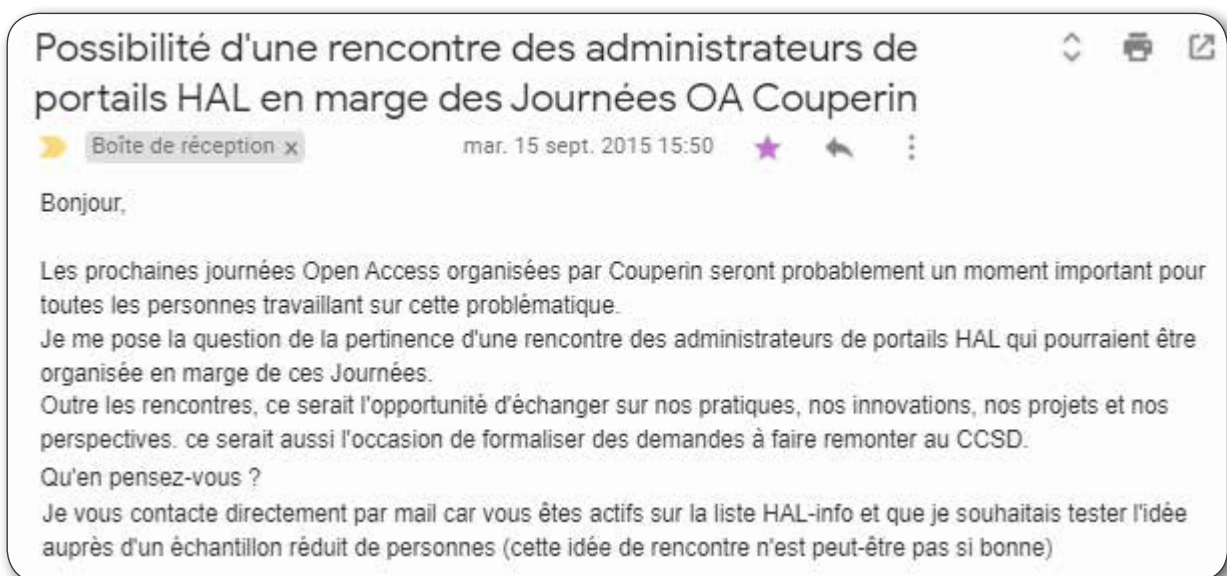 Possibilité d'une rencontre des administrateurs de
portails HAL en marge des Journées OA Couperin
Boîte de réception x mar. 15 sept. 2015 15:50
Bonjour,
Les prochaines journées Open Access organisées par Couperin seront probablement un moment important pour
toutes les personnes travaillant sur cette problématique.
Je me pose la question de la pertinence d'une rencontre des administrateurs de portails HAL qui pourraient être
organisée en marge de ces Journées.
Outre les rencontres, ce serait l'opportunité d'échanger sur nos pratiques, nos innovations, nos projets et nos
perspectives. ce serait aussi l'occasion de formaliser des demandes à faire remonter au CCSD.
Qu'en pensez-vous ?
Je vous contacte directement par mail car vous êtes actifs sur la liste HAL-info et que je souhaitais tester l'idée
auprès d'un échantillon réduit de personnes (cette idée de rencontre n'est peut-être pas si bonne)